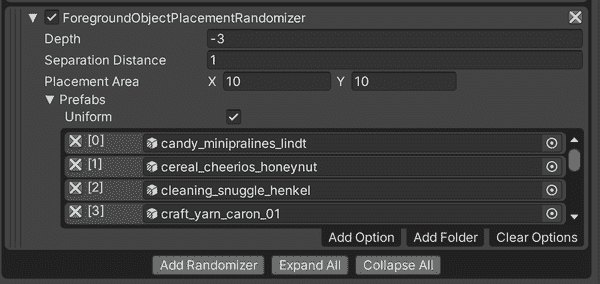 ForegroundObjectPlacementRandomizer
Depth -3
Separation Distance 1
Placement Area X 10 Y 10
Prefabs
Uniform
[0] candy_minipralines_lindt
[1] cereal_cheerios_honeynut
[2] cleaning_snuggle_henkel
[3] craft_yarn_caron_01
Add Option Add Folder Clear Options
Add Randomizer Expand All Collapse All